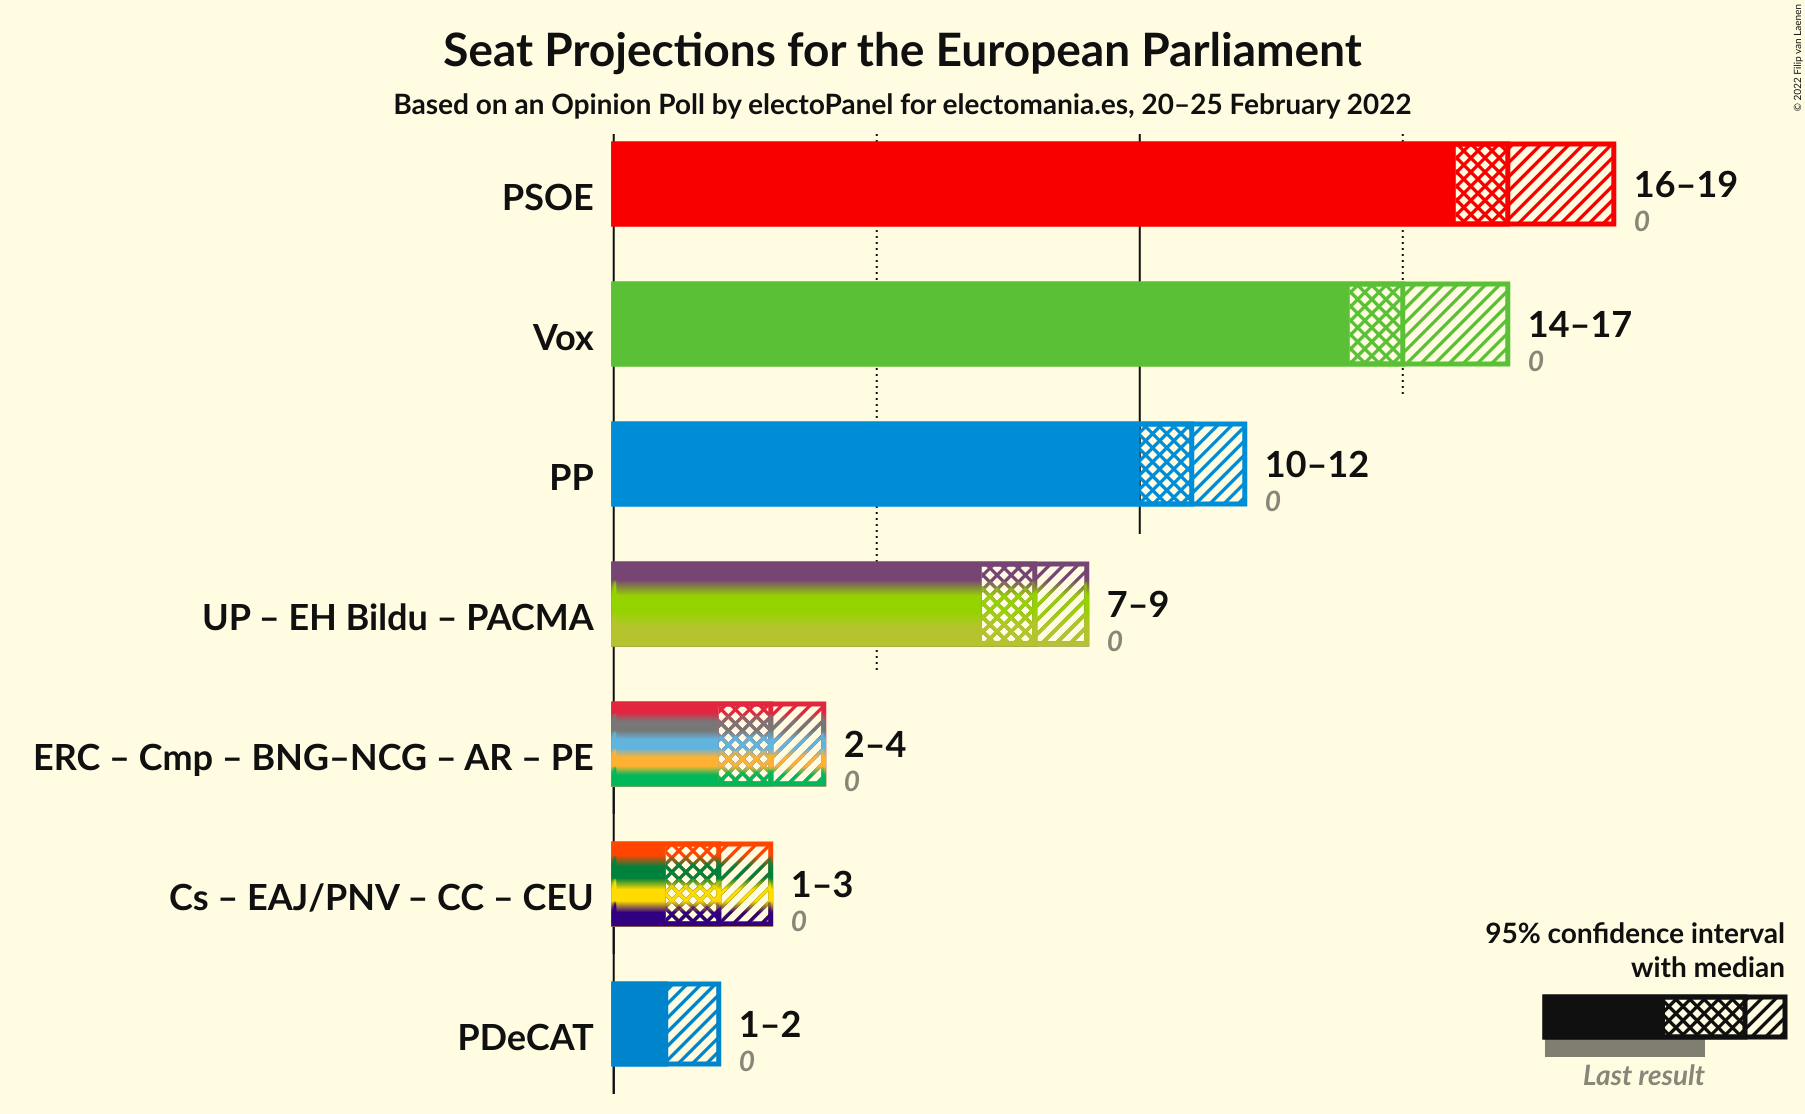 Seat Projections for the European Parliament
Based on an Opinion Poll by electoPanel for electomania.es, 20–25 February 2022
© 2022 Filip van Laenen
PSOE
16–19
0
Vox
14–17
0
PP
10–12
0
UP – EH Bildu – PACMA
7–9
0
ERC – Cmp – BNG–NCG – AR – PE
2–4
0
Cs – EAJ/PNV – CC – CEU
1–3
0
PDeCAT
1–2
0
95% confidence interval
with median
Last result